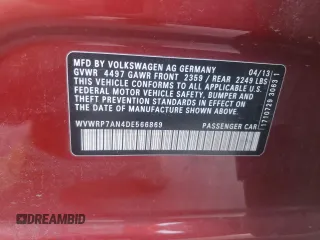 MFD BY VOLKSWAGEN AG GERMANY 04/13
GVWR 4497 GAWR FRONT 2359 / REAR 2249 LBS
THIS VEHICLE CONFORMS TO ALL APPLICABLE U.S.
FEDERAL MOTOR VEHICLE SAFETY, BUMPER AND
THEFT PREVENTION STANDARDS IN EFFECT ON THE
DATE OF MANUFACTURE SHOWN ABOVE.
WVWRP7AN4DE566869 PASSENGER CAR
1710729 3063 T
DREAMBID